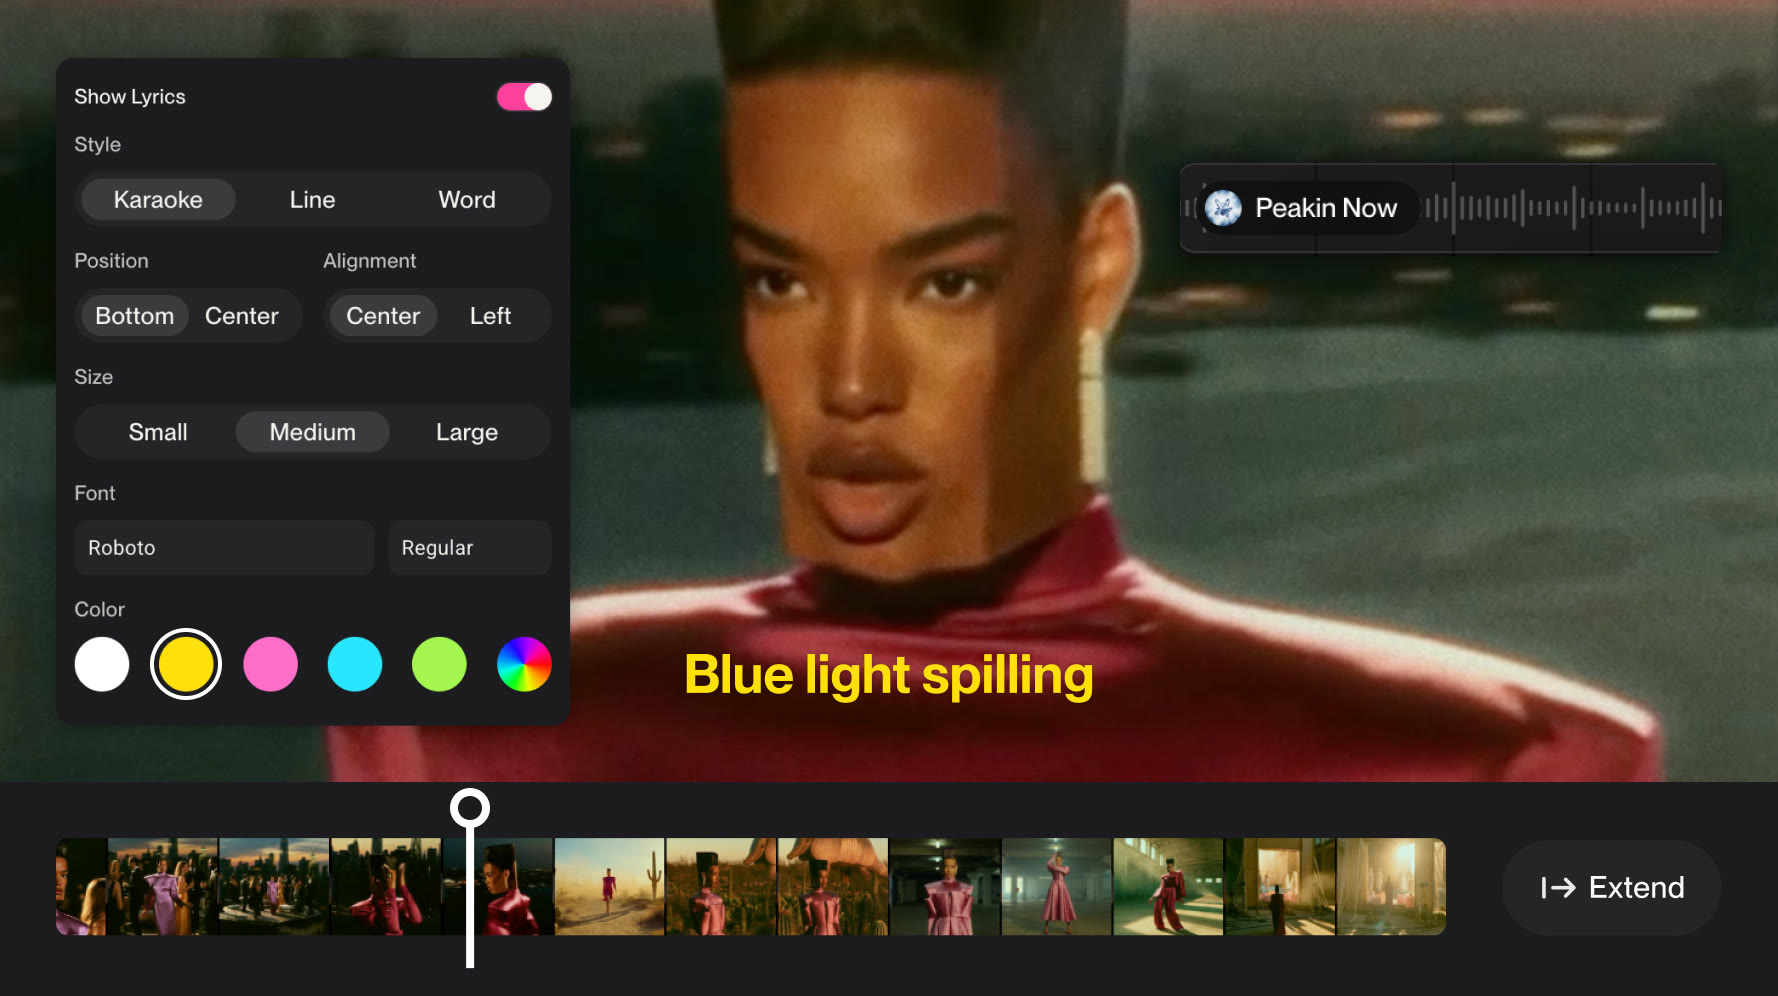 Show Lyrics
Style
Karaoke Line Word
Position Alignment
Bottom Center Center Left
Size
Small Medium Large
Font
Roboto Regular
Color
Peakin Now
Blue light spilling
Extend